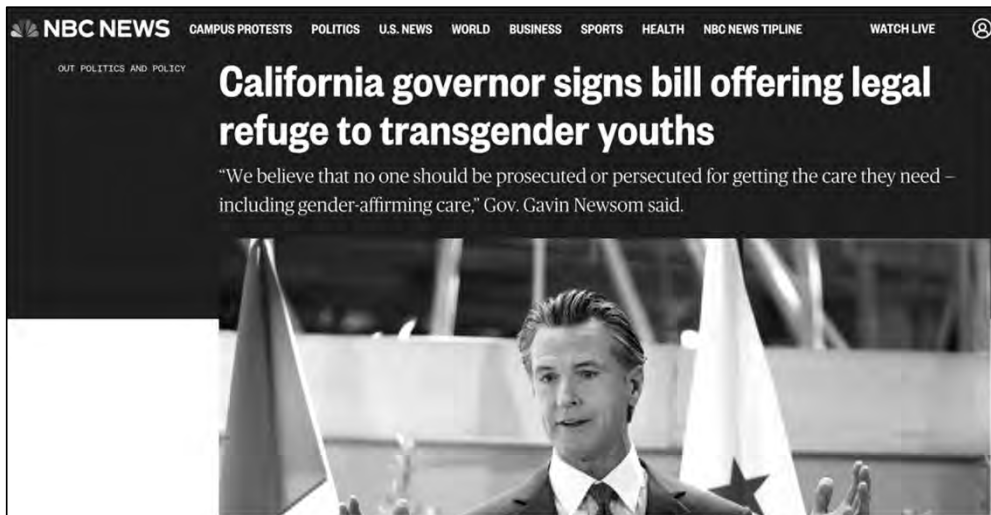 NBC NEWS CAMPUS PROTESTS POLITICS U.S. NEWS WORLD BUSINESS SPORTS HEALTH NBC NEWS TIPLINE WATCH LIVE
OUT POLITICS AND POLICY
California governor signs bill offering legal
refuge to transgender youths
“We believe that no one should be prosecuted or persecuted for getting the care they need –
including gender-affirming care,” Gov. Gavin Newsom said.